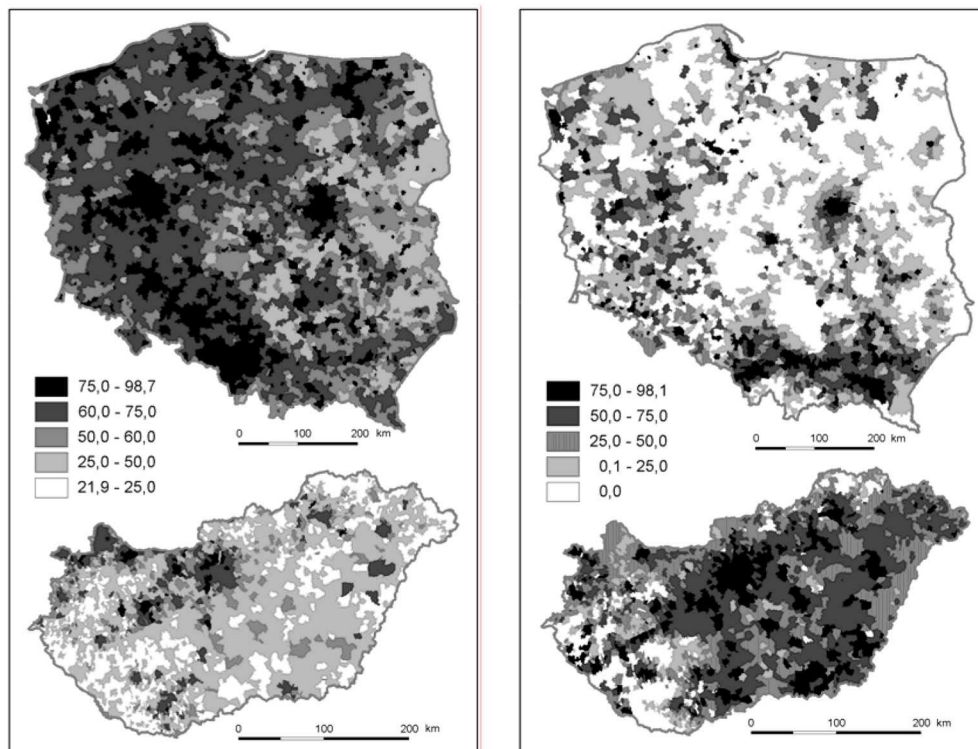 75,0 - 98,7
60,0 - 75,0
50,0 - 60,0
25,0 - 50,0
21,9 - 25,0
0 100 200 km
0 100 200 km
75,0 - 98,1
50,0 - 75,0
25,0 - 50,0
0,1 - 25,0
0,0
0 100 200 km
0 100 200 km